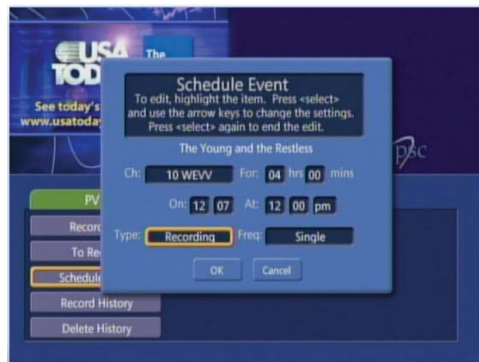 USA
TOD
The
See today's
www.usatoda
Schedule Event
To edit, highlight the item. Press <select>
and use the arrow keys to change the settings.
Press <select> again to end the edit.
The Young and the Restless
Ch: 10 WEVV For: 04 hrs 00 mins
On: 12 07 At: 12 00 pm
Type: Recording Freq: Single
OK Cancel
psc
PV
Record
To Re
Schedule
Record History
Delete History